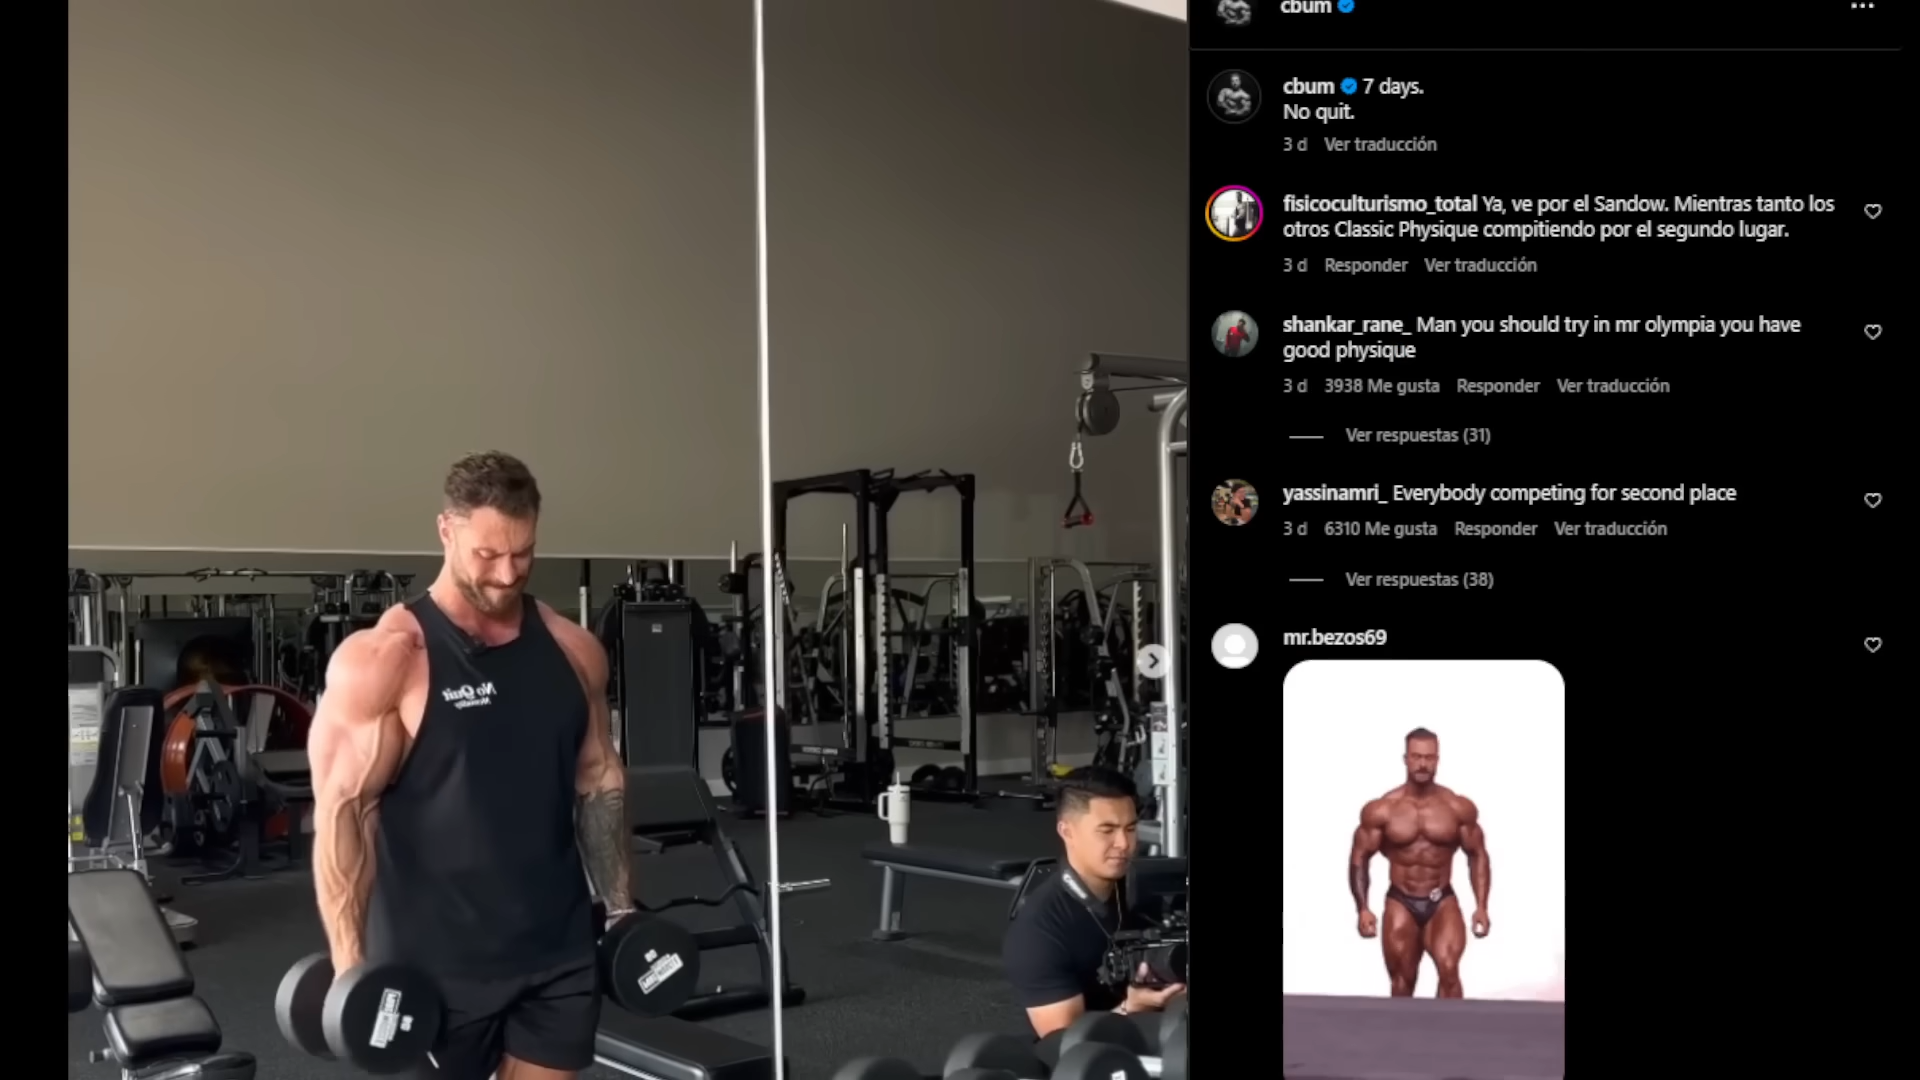 cbum
cbum 7 days.
No quit.
3 d Ver traducción
fisicoculturismo_total Ya, ve por el Sandow. Mientras tanto los
otros Classic Physique compitiendo por el segundo lugar.
3 d Responder Ver traducción
shankar_rane_ Man you should try in mr olympia you have
good physique
3 d 3938 Me gusta Responder Ver traducción
Ver respuestas (31)
yassinamri_ Everybody competing for second place
3 d 6310 Me gusta Responder Ver traducción
Ver respuestas (38)
mr.bezos69
No Quit
Mentality
80
80